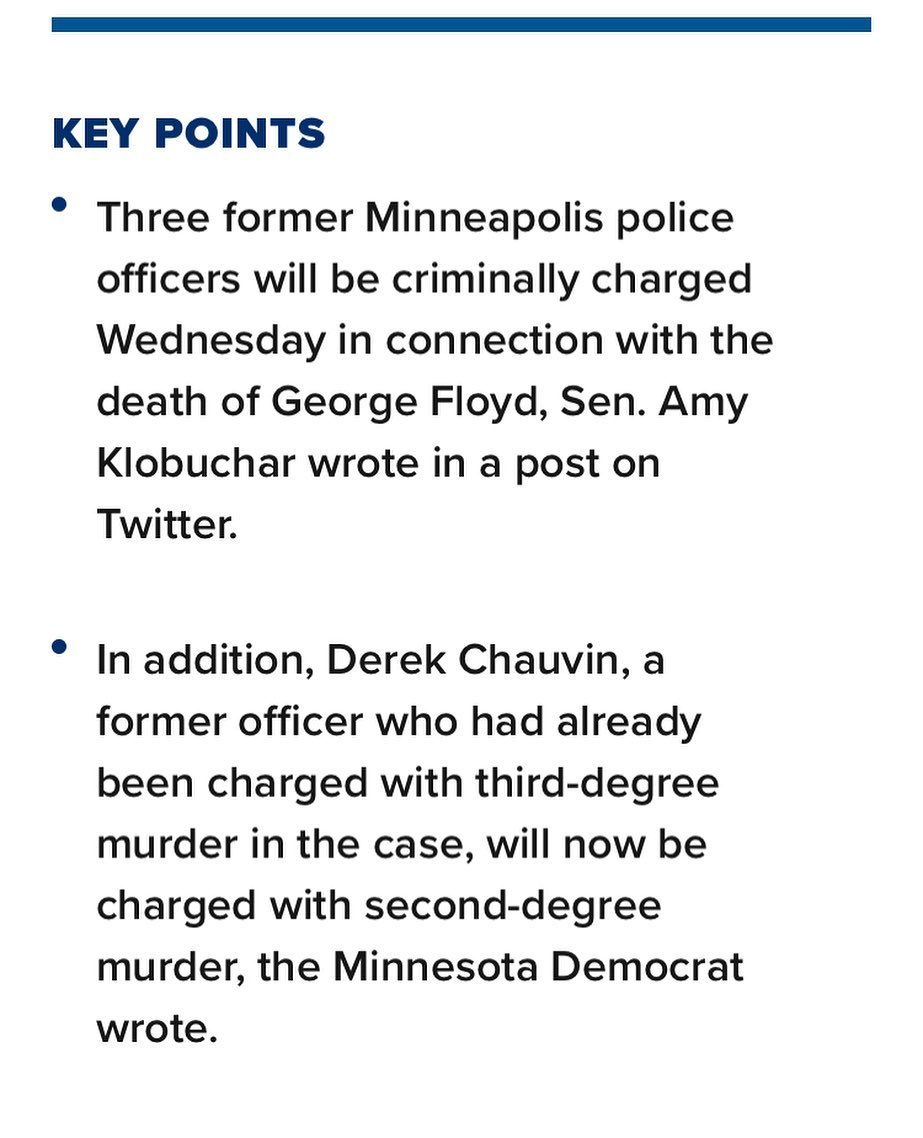 KEY POINTS
Three former Minneapolis police
officers will be criminally charged
Wednesday in connection with the
death of George Floyd, Sen. Amy
Klobuchar wrote in a post on
Twitter.
In addition, Derek Chauvin, a
former officer who had already
been charged with third-degree
murder in the case, will now be
charged with second-degree
murder, the Minnesota Democrat
wrote.